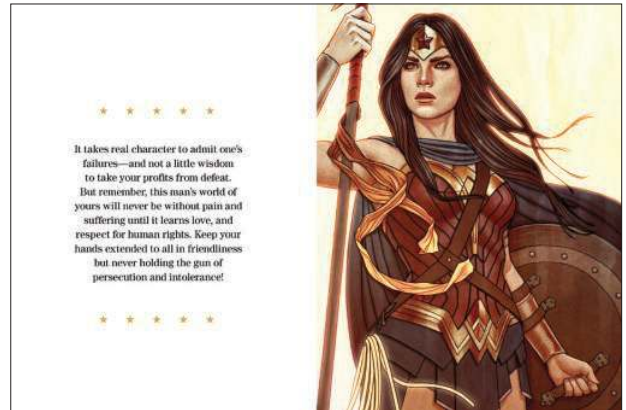 It takes real character to admit one's
failures—and not a little wisdom
to take your profits from defeat.
But remember, this man's world of
yours will never be without pain and
suffering until it learns love, and
respect for human rights. Keep your
hands extended to all in friendliness
but never holding the gun of
persecution and intolerance!